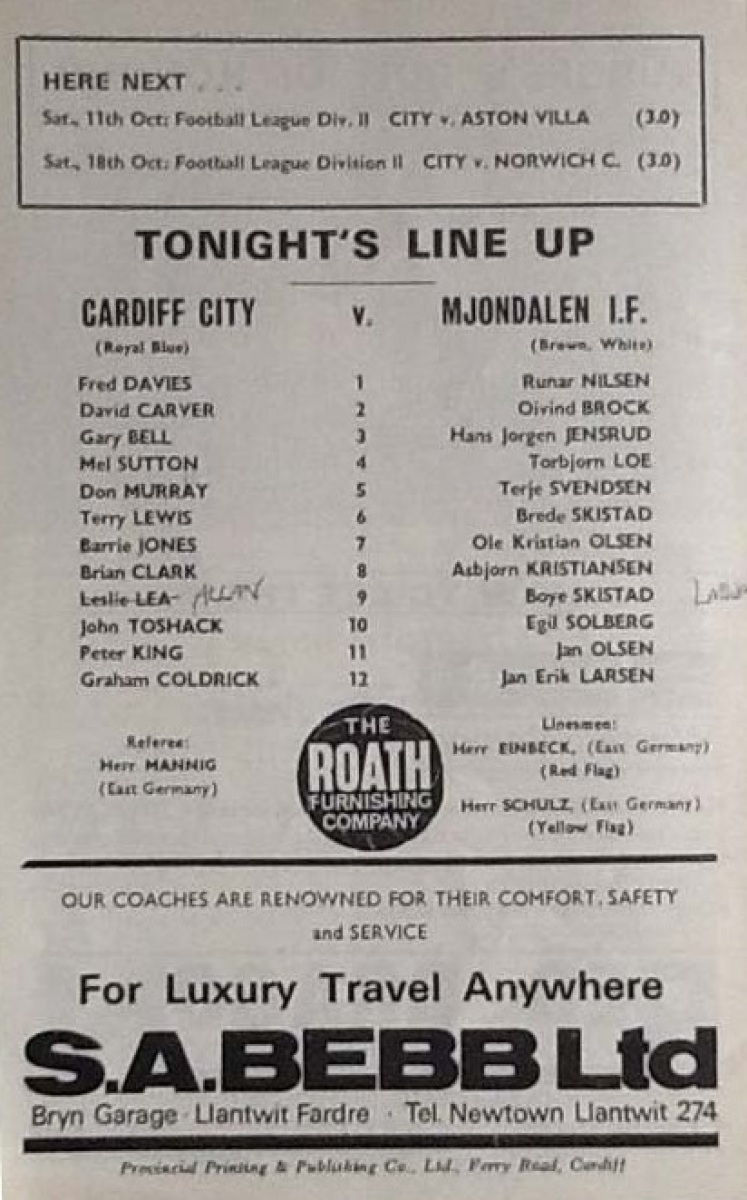 HERE NEXT . . .
Sat., 11th Oct: Football League Div. II CITY v. ASTON VILLA (3.0)
Sat., 18th Oct: Football League Division II CITY v. NORWICH C. (3.0)
TONIGHT'S LINE UP
CARDIFF CITY v. MJONDALEN I.F.
(Royal Blue) (Brown, White)
Fred DAVIES 1 Runar NILSEN
David CARVER 2 Oivind BROCK
Gary BELL 3 Hans Jorgen JENSRUD
Mel SUTTON 4 Torbjorn LOE
Don MURRAY 5 Terje SVENDSEN
Terry LEWIS 6 Brede SKISTAD
Barrie JONES 7 Ole Kristian OLSEN
Brian CLARK 8 Asbjorn KRISTIANSEN
Leslie LEA ALLAN 9 Boye SKISTAD
John TOSHACK 10 Egil SOLBERG
Peter KING 11 Jan OLSEN
Graham COLDRICK 12 Jan Erik LARSEN
Referee:
Herr MANNIG
(East Germany)
THE
ROATH
FURNISHING
COMPANY
Linesmen:
Herr EINBECK, (East Germany)
(Red Flag)
Herr SCHULZ, (East Germany)
(Yellow Flag)
OUR COACHES ARE RENOWNED FOR THEIR COMFORT, SAFETY
and SERVICE
For Luxury Travel Anywhere
S.A.BEBB Ltd
Bryn Garage · Llantwit Fardre · Tel. Newtown Llantwit 274
Provincial Printing & Publishing Co., Ltd., Ferry Road, Cardiff